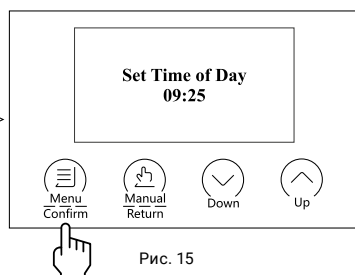 Set Time of Day
09:25
Menu
Confirm
Manual
Return
Down
Up
Рис. 15